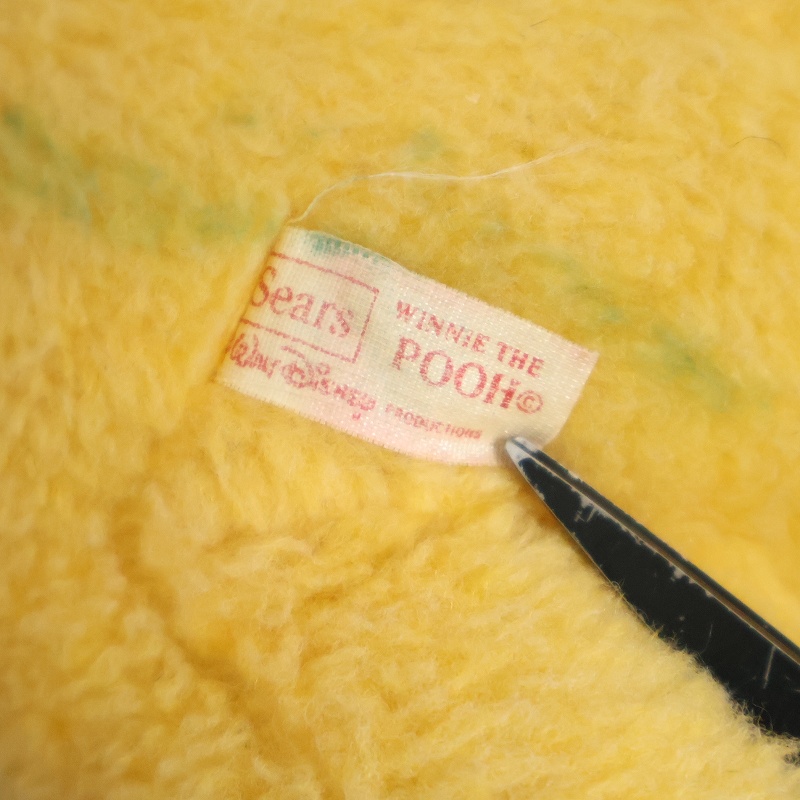 Sears
WINNIE THE
POOH©
Walt Disney PRODUCTIONS